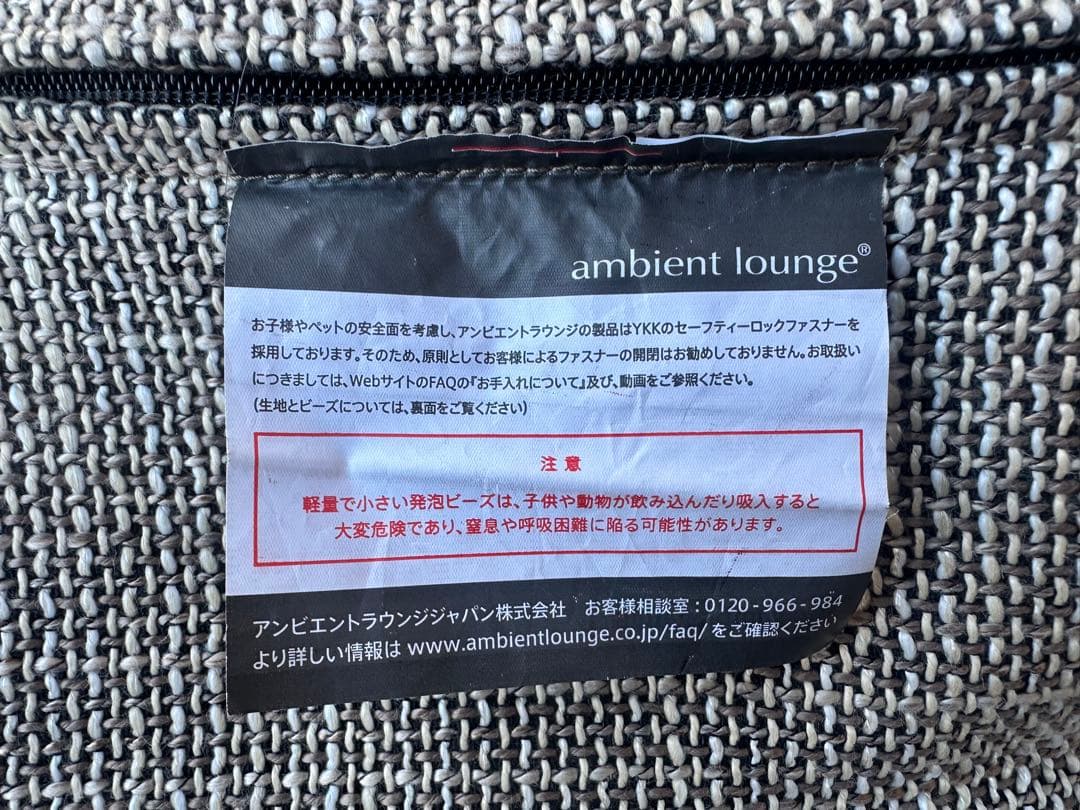 ambient lounge®
お子様やペットの安全面を考慮し、アンビエントラウンジの製品はYKKのセーフティーロックファスナーを
採用しております。そのため、原則としてお客様によるファスナーの開閉はお勧めしておりません。お取扱い
につきましては、WebサイトのFAQの『お手入れについて』及び、動画をご参照ください。
(生地とビーズについては、裏面をご覧ください)
注意
軽量で小さい発泡ビーズは、子供や動物が飲み込んだり吸入すると
大変危険であり、窒息や呼吸困難に陥る可能性があります。
アンビエントラウンジジャパン株式会社 お客様相談室:0120-966-984
より詳しい情報は www.ambientlounge.co.jp/faq/ をご確認ください